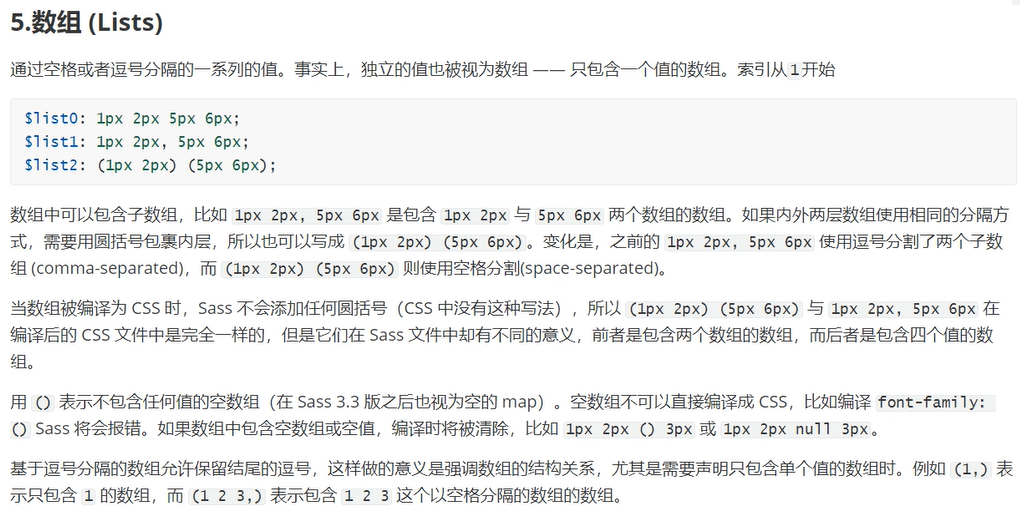 5.数组 (Lists)
通过空格或者逗号分隔的一系列的值。事实上，独立的值也被视为数组 —— 只包含一个值的数组。索引从1开始
$list0: 1px 2px 5px 6px;
$list1: 1px 2px, 5px 6px;
$list2: (1px 2px) (5px 6px);
数组中可以包含子数组，比如 1px 2px, 5px 6px 是包含 1px 2px 与 5px 6px 两个数组的数组。如果内外两层数组使用相同的分隔方
式，需要用圆括号包裹内层，所以也可以写成 (1px 2px) (5px 6px)。变化是，之前的 1px 2px, 5px 6px 使用逗号分割了两个子数
组 (comma-separated)，而 (1px 2px) (5px 6px) 则使用空格分割(space-separated)。
当数组被编译为 CSS 时，Sass 不会添加任何圆括号（CSS 中没有这种写法），所以 (1px 2px) (5px 6px) 与 1px 2px, 5px 6px 在
编译后的 CSS 文件中是完全一样的，但是它们在 Sass 文件中却有不同的意义，前者是包含两个数组的数组，而后者是包含四个值的数
组。
用 () 表示不包含任何值的空数组（在 Sass 3.3 版之后也视为空的 map）。空数组不可以直接编译成 CSS，比如编译 font-family:
() Sass 将会报错。如果数组中包含空数组或空值，编译时将被清除，比如 1px 2px () 3px 或 1px 2px null 3px。
基于逗号分隔的数组允许保留结尾的逗号，这样做的意义是强调数组的结构关系，尤其是需要声明只包含单个值的数组时。例如 (1,) 表
示只包含 1 的数组，而 (1 2 3,) 表示包含 1 2 3 这个以空格分隔的数组的数组。